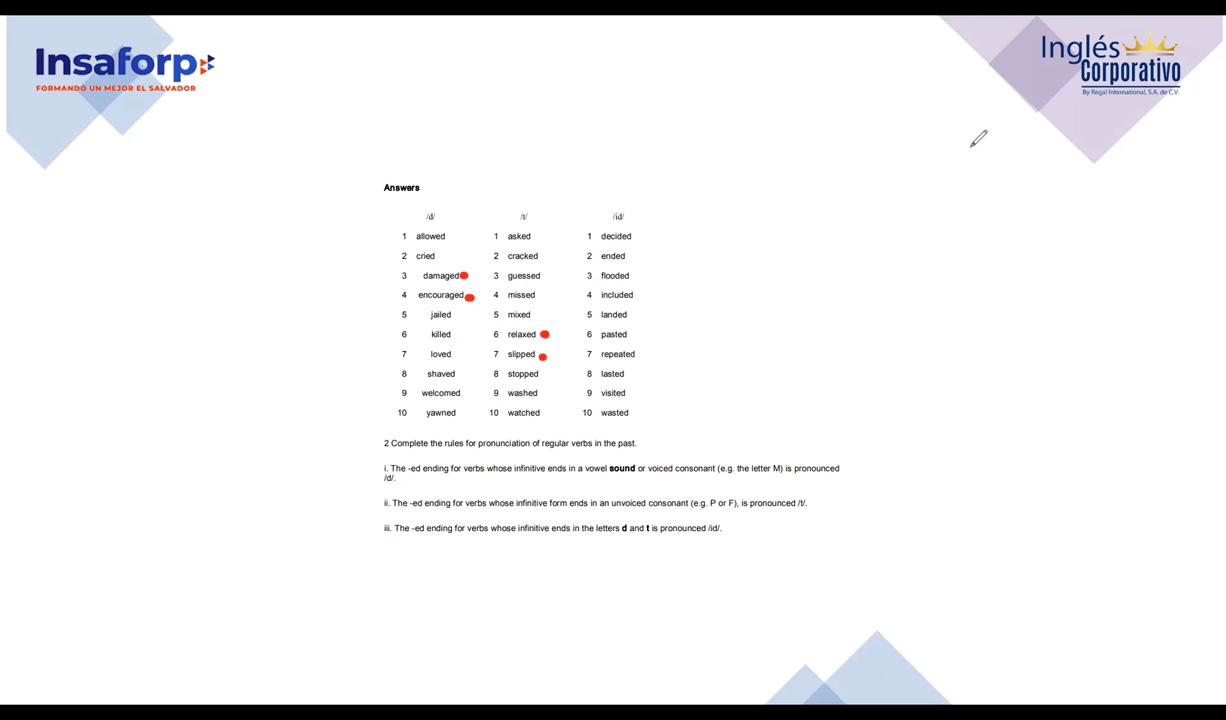 Insaforp
FORMANDO UN MEJOR EL SALVADOR
Inglés
Corporativo
By Regal International, S.A. de C.V.
Answers
/d/ /t/ /id/
1 allowed 1 asked 1 decided
2 cried 2 cracked 2 ended
3 damaged 3 guessed 3 flooded
4 encouraged 4 missed 4 included
5 jailed 5 mixed 5 landed
6 killed 6 relaxed 6 pasted
7 loved 7 slipped 7 repeated
8 shaved 8 stopped 8 lasted
9 welcomed 9 washed 9 visited
10 yawned 10 watched 10 wasted
2 Complete the rules for pronunciation of regular verbs in the past.
i. The -ed ending for verbs whose infinitive ends in a vowel sound or voiced consonant (e.g. the letter M) is pronounced
/d/.
ii. The -ed ending for verbs whose infinitive form ends in an unvoiced consonant (e.g. P or F), is pronounced /t/.
iii. The -ed ending for verbs whose infinitive ends in the letters d and t is pronounced /id/.